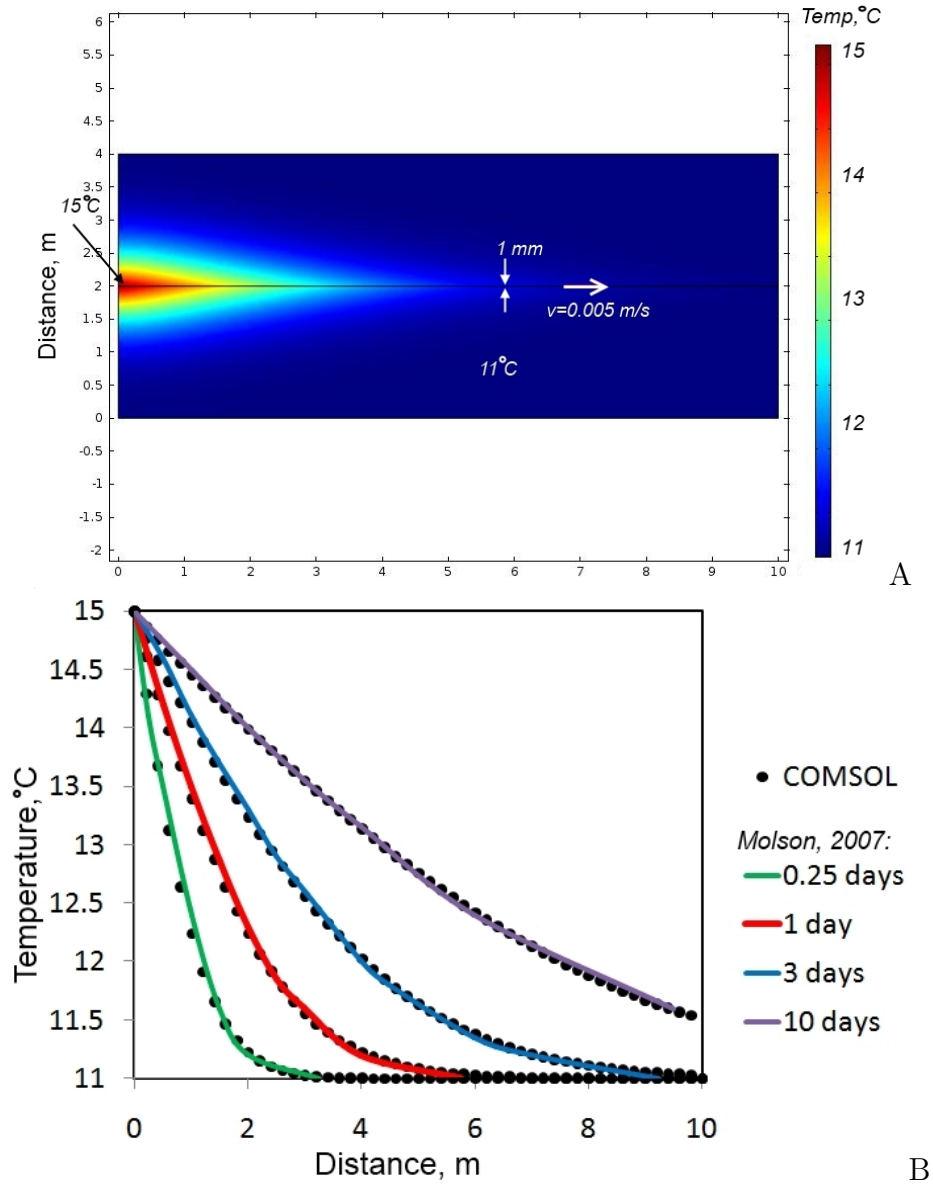 Temp,°C
6
5.5
5
4.5
4
3.5
3
2.5
2
1.5
1
0.5
0
-0.5
-1
-1.5
-2
Distance, m
15°C
1 mm
v=0.005 m/s
11°C
0 1 2 3 4 5 6 7 8 9 10
15
14
13
12
11
A
15
14.5
14
13.5
13
12.5
12
11.5
11
Temperature,°C
0 2 4 6 8 10
Distance, m
COMSOL
Molson, 2007:
0.25 days
1 day
3 days
10 days
B